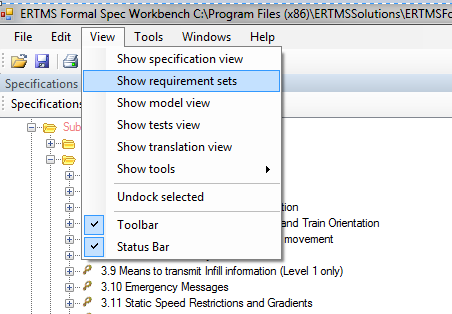 ERTMS Formal Spec Workbench C:\Program Files (x86)\ERTMSSolutions\ERTMSFo
File Edit View Tools Windows Help
Show specification view
Specifications
Show requirement sets
Specification
Show model view
Sub
Show tests view
Show translation view
Show tools
Undock selected
ation
Toolbar
and Train Orientation
Status Bar
movement
3.9 Means to transmit Infill information (Level 1 only)
3.10 Emergency Messages
3.11 Static Speed Restrictions and Gradients